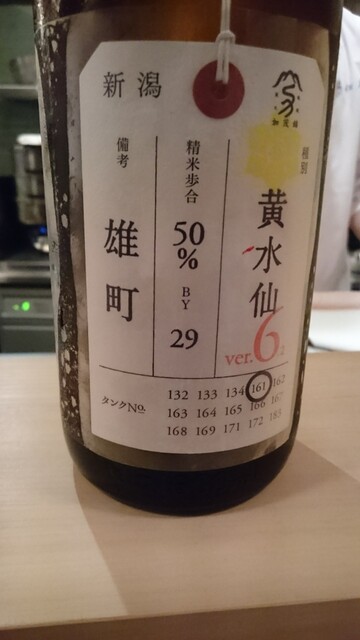 新潟
加茂錦
種別
黄水仙
ver.6.2
精米歩合
50
%
BY
29
備考
雄町
タンクNo.
132 133 134 161 162
163 164 165 166 167
168 169 171 172 183